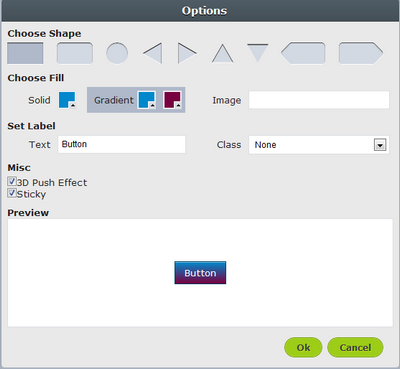 Options
Choose Shape
Choose Fill
Solid Gradient Image
Set Label
Text Button Class None
Misc
3D Push Effect
Sticky
Preview
Button
Ok Cancel